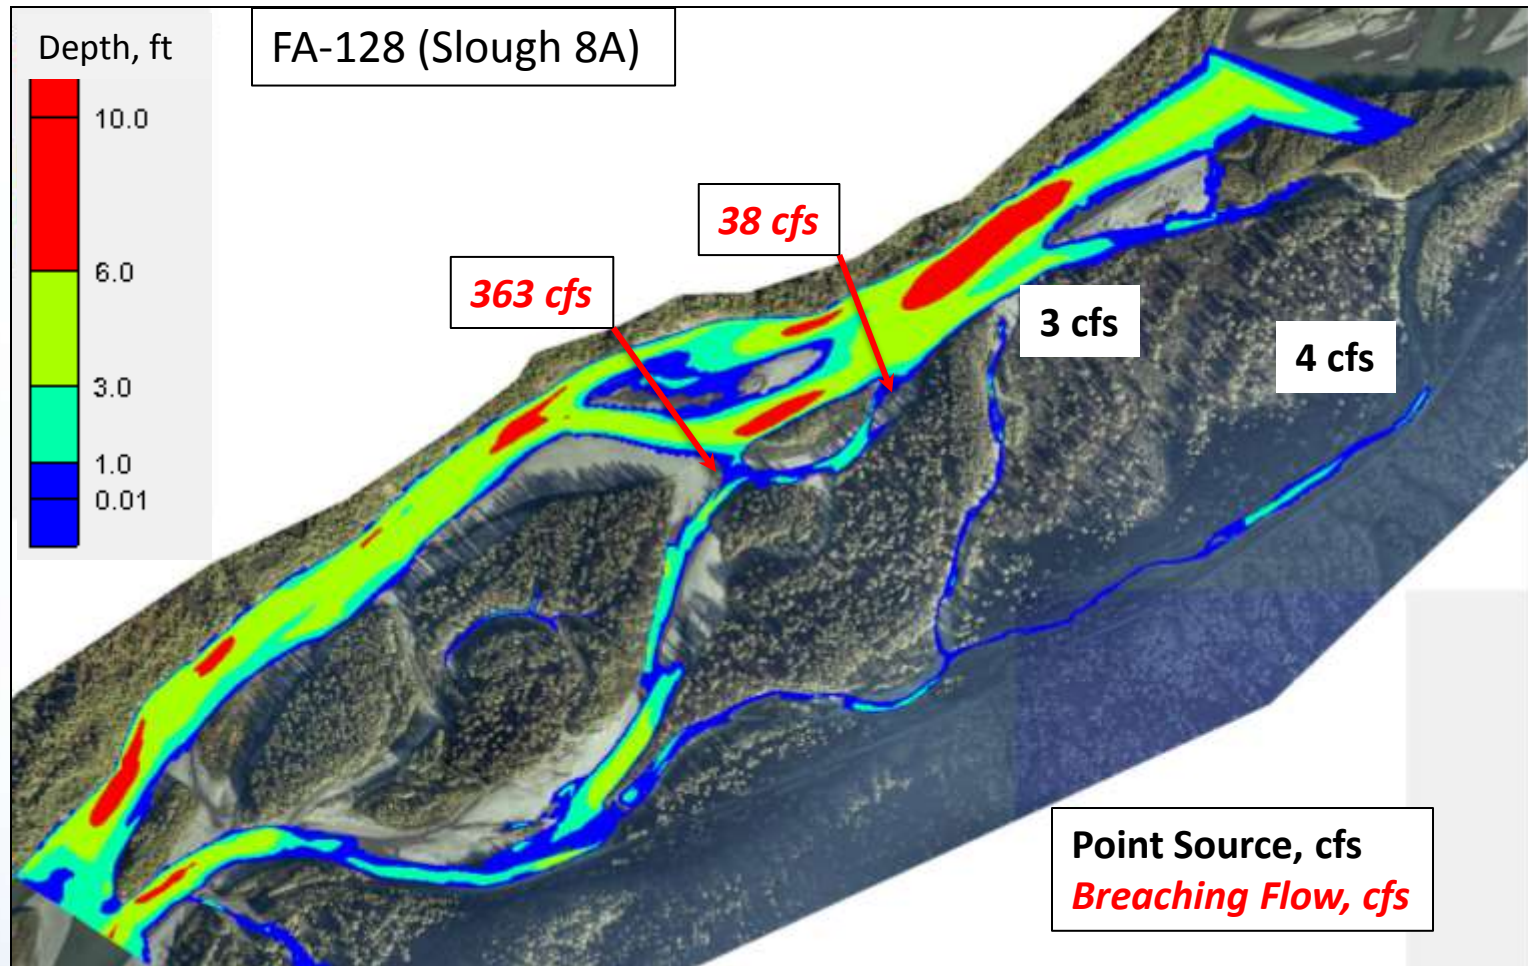 FA-128 (Slough 8A)
Depth, ft
10.0
6.0
3.0
1.0
0.01
38 cfs
363 cfs
3 cfs
4 cfs
Point Source, cfs
Breaching Flow, cfs